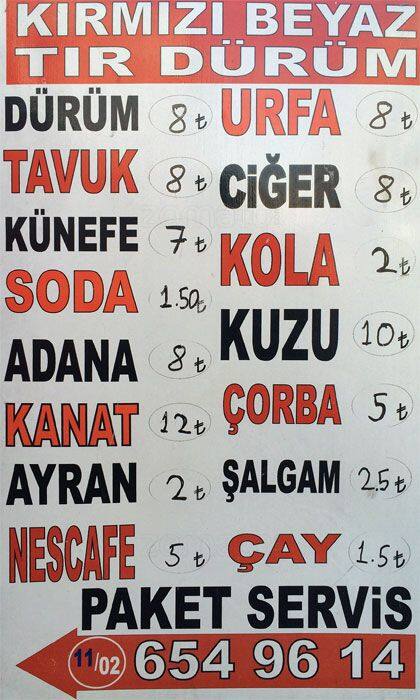 KIRMIZI BEYAZ
TIR DÜRÜM
DÜRÜM 8 ₺
TAVUK 8 ₺
KÜNEFE 7 ₺
SODA 1.50 ₺
ADANA 8 ₺
KANAT 12 ₺
AYRAN 2 ₺
NESCAFE 5 ₺
URFA 8 ₺
CİĞER 8 ₺
KOLA 2 ₺
KUZU 10 ₺
ÇORBA 5 ₺
ŞALGAM 2.5 ₺
ÇAY 1.5 ₺
PAKET SERVİS
11/02 654 96 14